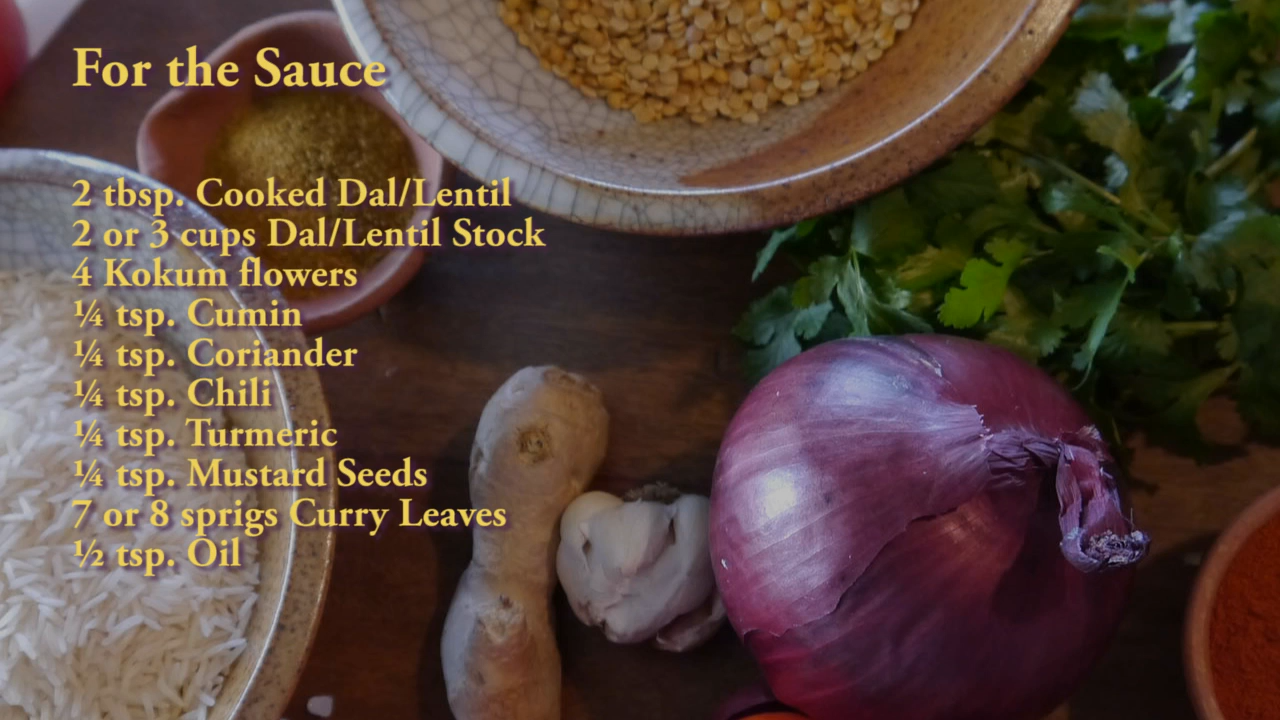 For the Sauce
2 tbsp. Cooked Dal/Lentil
2 or 3 cups Dal/Lentil Stock
4 Kokum flowers
¼ tsp. Cumin
¼ tsp. Coriander
¼ tsp. Chili
¼ tsp. Turmeric
¼ tsp. Mustard Seeds
7 or 8 sprigs Curry Leaves
½ tsp. Oil